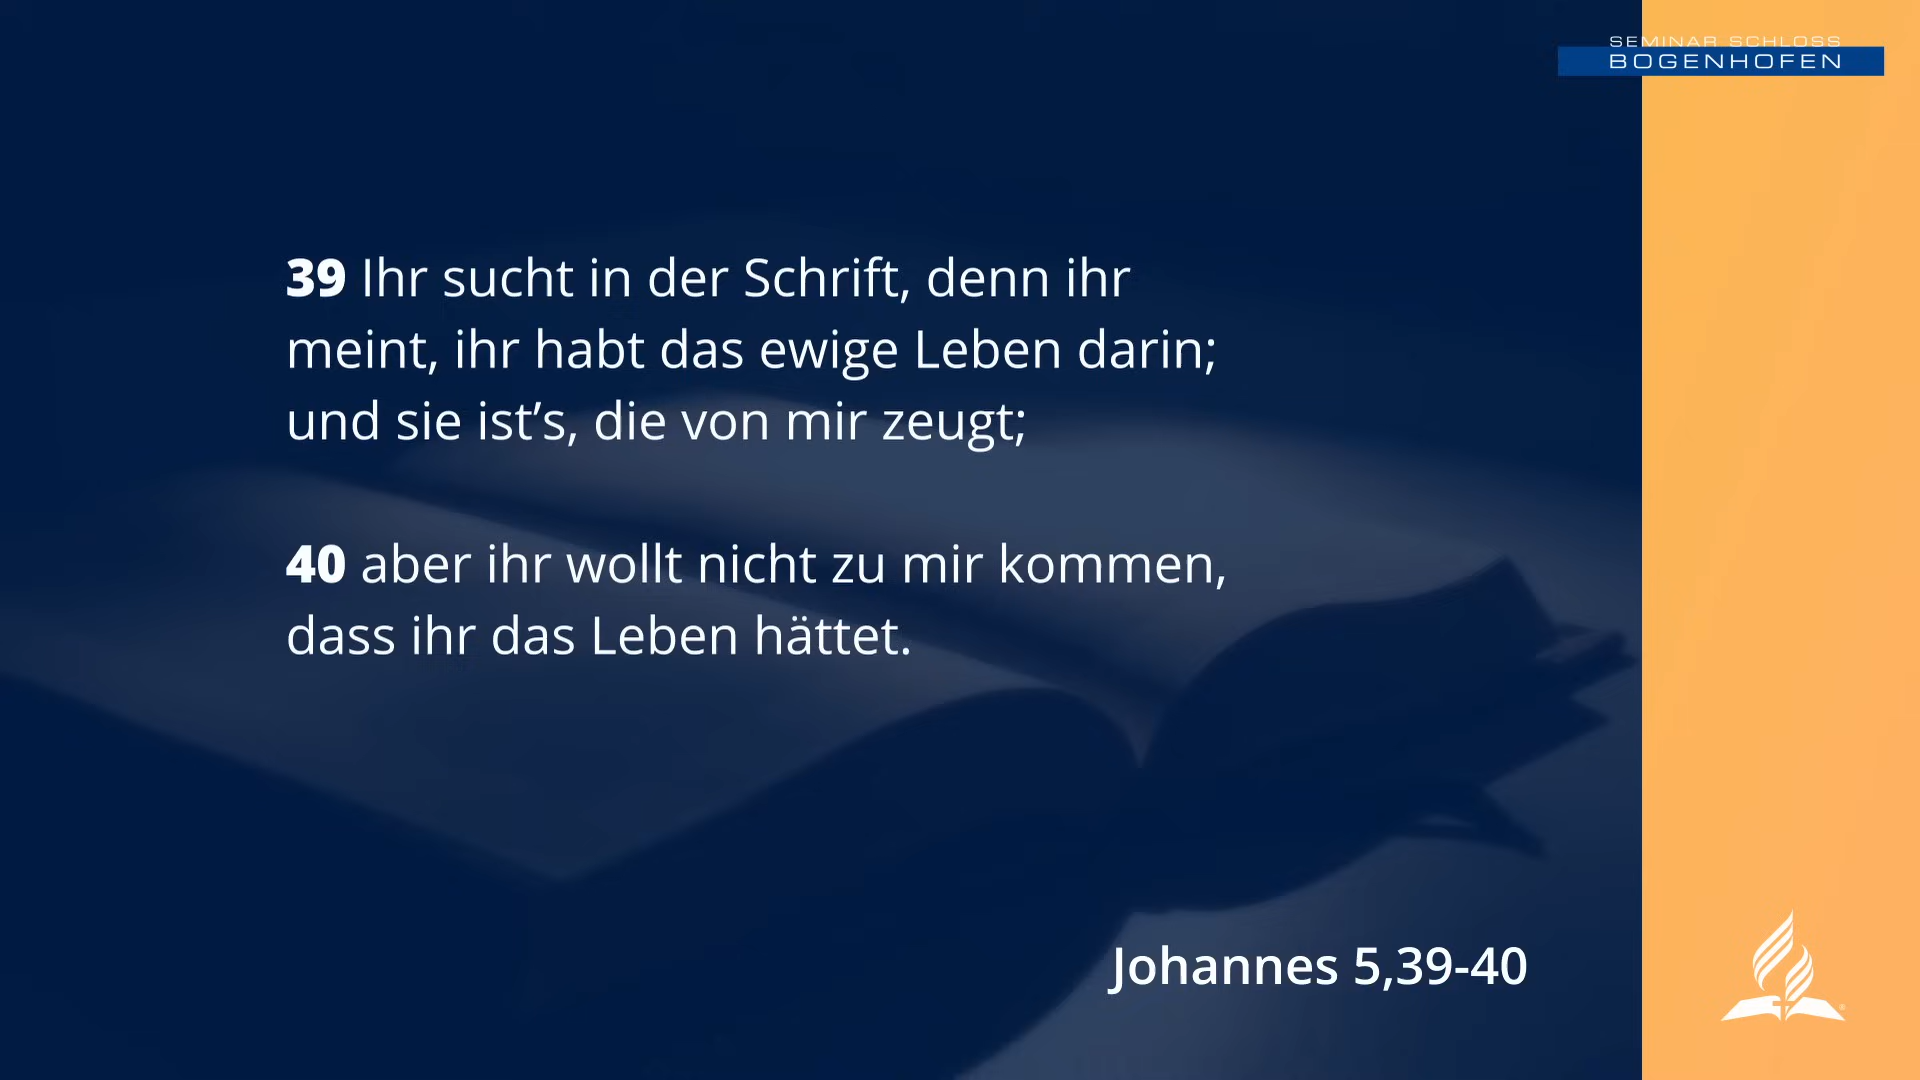 SEMINAR SCHLOSS
BOGENHOFEN
39 Ihr sucht in der Schrift, denn ihr
meint, ihr habt das ewige Leben darin;
und sie ist’s, die von mir zeugt;
40 aber ihr wollt nicht zu mir kommen,
dass ihr das Leben hättet.
Johannes 5,39-40